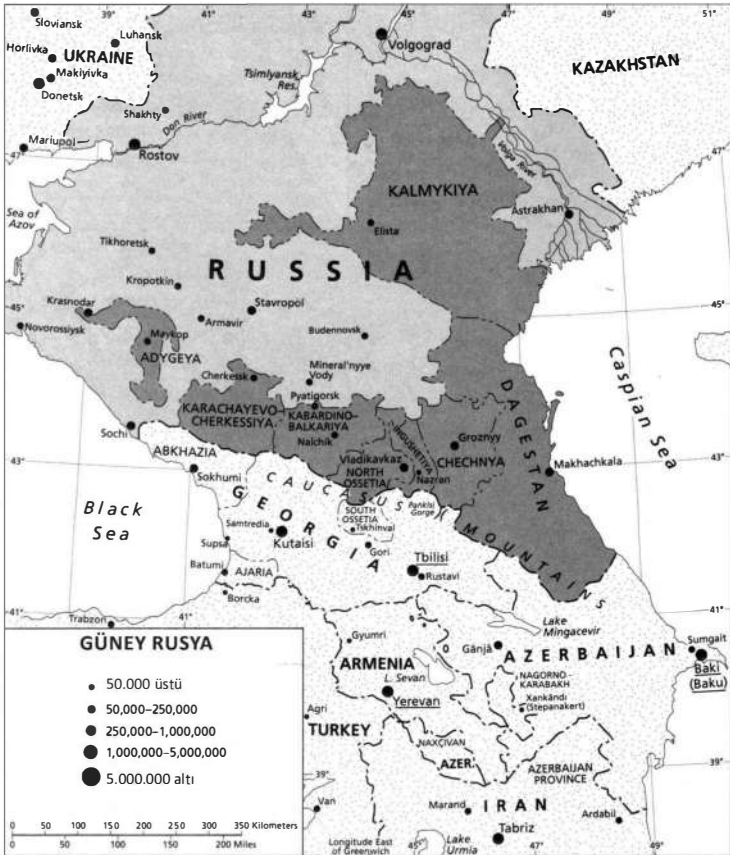 39°
41°
43°
45°
47°
49°
51°
Sloviansk
Luhansk
Horlivka
UKRAINE
Makiyivka
Donetsk
Mariupol
47°
Shakhty
Don River
Rostov
Tsimlyansk
Res.
Volgograd
KAZAKHSTAN
47°
Volga River
Sea of
Azov
KALMYKIYA
Astrakhan
Elista
Tikhoretsk
RUSSIA
Kropotkin
45°
45°
Krasnodar
Stavropol
Armavir
Novorossiysk
Maykop
Budennovsk
ADYGEYA
Mineral'nyye
Vody
Cherkessk
Pyatigorsk
KARACHAYEVO-
CHERKESSIYA
KABARDINO-
BALKARIYA
Nalchik
INGUSHETIYA
Groznyy
DAGESTAN
Caspian Sea
Sochi
Vladikavkaz
CHECHNYA
NORTH
OSSETIA
Nazran
Makhachkala
43°
43°
ABKHAZIA
Sokhumi
CAUCASUS MOUNTAINS
Black
Sea
GEORGIA
SOUTH
OSSETIA
Tskhinval
Pankisi
Gorge
Samtredia
Kutaisi
Supsa
Gori
Tbilisi
Batumi
AJARIA
Rustavi
Borcka
41°
41°
Trabzon
Lake
Mingacevir
Gyumri
Gänjä
AZERBAIJAN
Sumgait
Baki
(Baku)
ARMENIA
L. Sevan
NAGORNO-
KARABAKH
Yerevan
Xankändi
(Stepanakert)
Agri
TURKEY
NAXÇIVAN
AZER.
AZERBAIJAN
PROVINCE
39°
39°
Van
Marand
IRAN
Ardabil
Tabriz
Longitude East
of Greenwich
45°
Lake
Urmia
47°
49°
GÜNEY RUSYA
50.000 üstü
50,000–250,000
250,000–1,000,000
1,000,000–5,000,000
5.000.000 altı
0 50 100 150 200 250 300 350 Kilometers
0 50 100 150 200 Miles